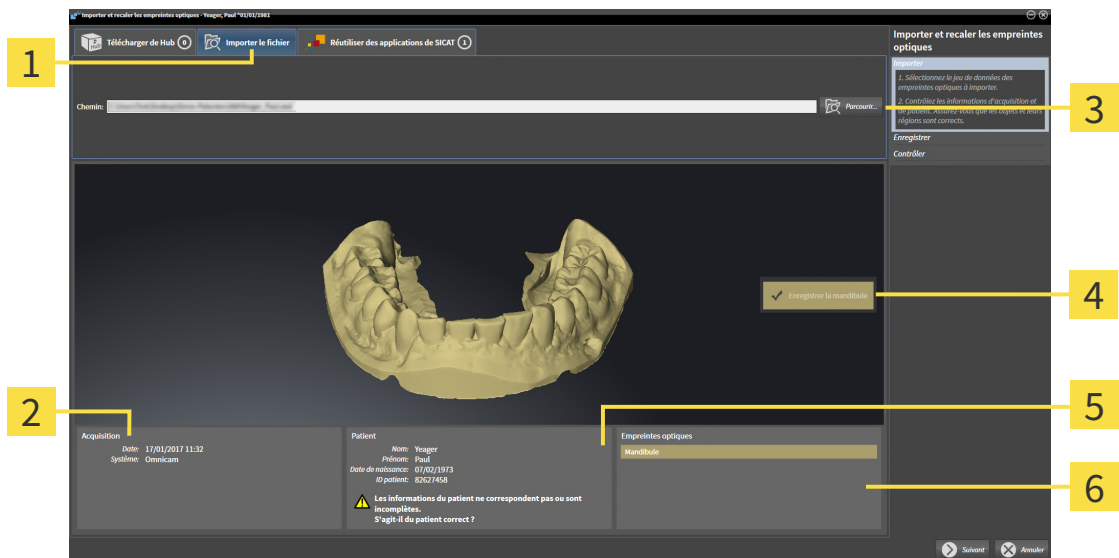 Importer et recaler les empreintes optiques - Yeager, Paul *01/01/1981
Télécharger de Hub 0
Importer le fichier
Réutiliser des applications de SICAT 1
Hub
Chemin:
Parcourir...
Importer et recaler les empreintes
optiques
Importer
1. Sélectionnez le jeu de données des
empreintes optiques à importer.
2. Contrôlez les informations d'acquisition et
de patient. Assurez-vous que les objets et leurs
régions sont corrects.
Enregistrer
Contrôler
Enregistrer la mandibule
Acquisition
Date: 17/01/2017 11:32
Système: Omnicam
Patient
Nom: Yeager
Prénom: Paul
Date de naissance: 07/02/1973
ID patient: 82627458
Les informations du patient ne correspondent pas ou sont
incomplètes.
S'agit-il du patient correct ?
Empreintes optiques
Mandibule
Suivant
Annuler
1
2
3
4
5
6